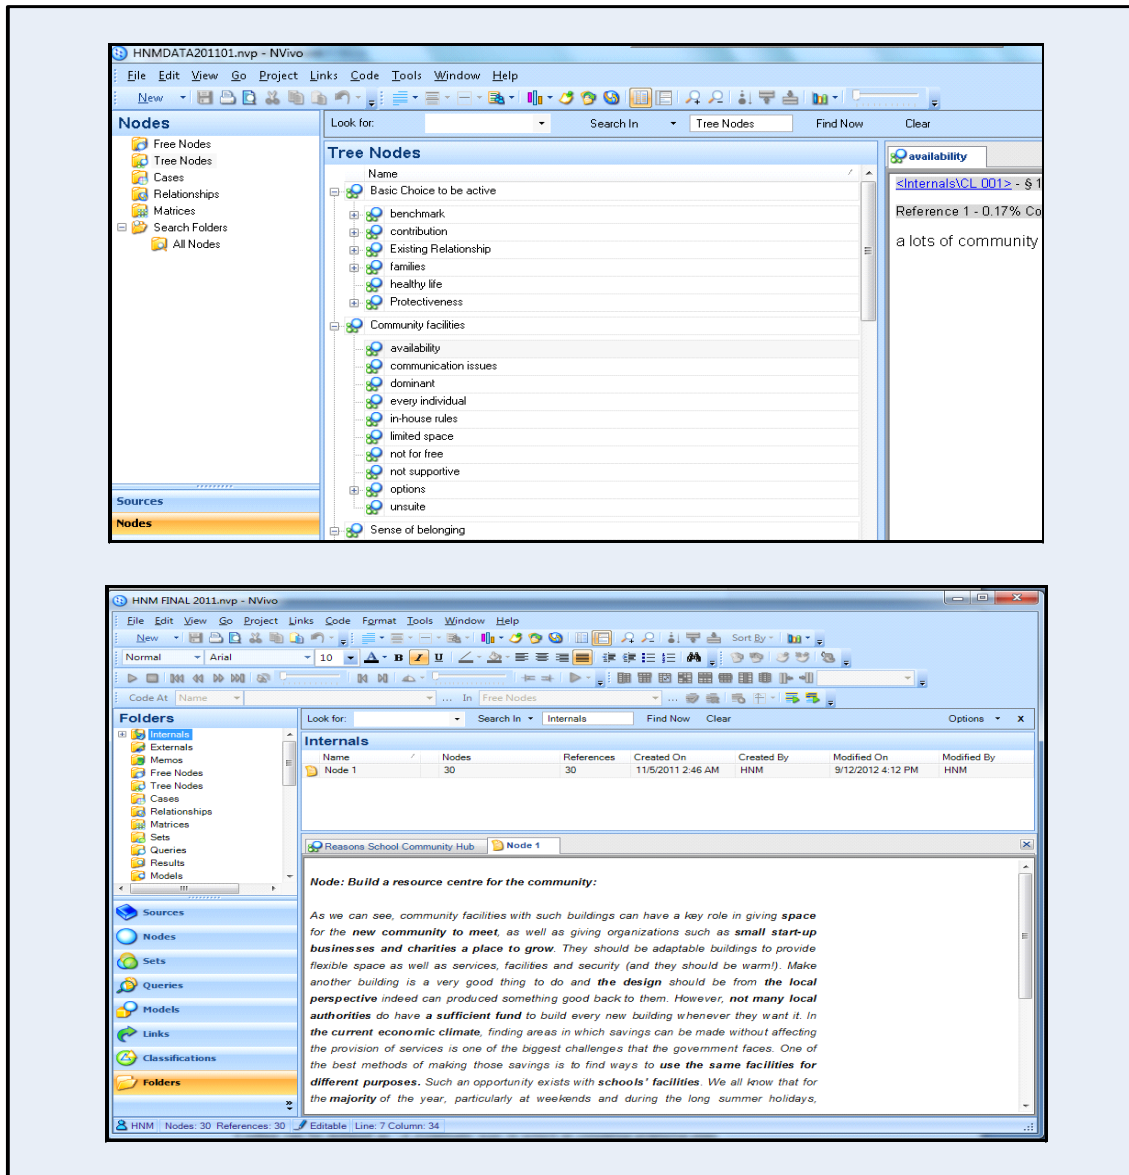 HNMDATA201101.nvp - NVivo
File Edit View Go Project Links Code Tools Window Help
New
Nodes
Free Nodes
Tree Nodes
Cases
Relationships
Matrices
Search Folders
All Nodes
Sources
Nodes
Look for: Search In Tree Nodes Find Now Clear
Tree Nodes
Name
Basic Choice to be active
benchmark
contribution
Existing Relationship
families
healthy life
Protectiveness
Community facilities
availability
communication issues
dominant
every individual
in-house rules
limited space
not for free
not supportive
options
unsuite
Sense of belonging
availability
<Internals\CL 001> - § 1
Reference 1 - 0.17% Co
a lots of community
HNM FINAL 2011.nvp - NVivo
File Edit View Go Project Links Code Format Tools Window Help
New Sort By
Normal Arial 10 A B I U
Code At Name In Free Nodes
Folders
Internals
Externals
Memos
Free Nodes
Tree Nodes
Cases
Relationships
Matrices
Sets
Queries
Results
Models
Sources
Nodes
Sets
Queries
Models
Links
Classifications
Folders
Look for: Search In Internals Find Now Clear Options x
Internals
Name Nodes References Created On Created By Modified On Modified By
Node 1 30 30 11/5/2011 2:46 AM HNM 9/12/2012 4:12 PM HNM
Reasons School Community Hub Node 1
Node: Build a resource centre for the community:
As we can see, community facilities with such buildings can have a key role in giving space
for the new community to meet, as well as giving organizations such as small start-up
businesses and charities a place to grow. They should be adaptable buildings to provide
flexible space as well as services, facilities and security (and they should be warm!). Make
another building is a very good thing to do and the design should be from the local
perspective indeed can produced something good back to them. However, not many local
authorities do have a sufficient fund to build every new building whenever they want it. In
the current economic climate, finding areas in which savings can be made without affecting
the provision of services is one of the biggest challenges that the government faces. One of
the best methods of making those savings is to find ways to use the same facilities for
different purposes. Such an opportunity exists with schools' facilities. We all know that for
the majority of the year, particularly at weekends and during the long summer holidays,
HNM Nodes: 30 References: 30 Editable Line: 7 Column: 34